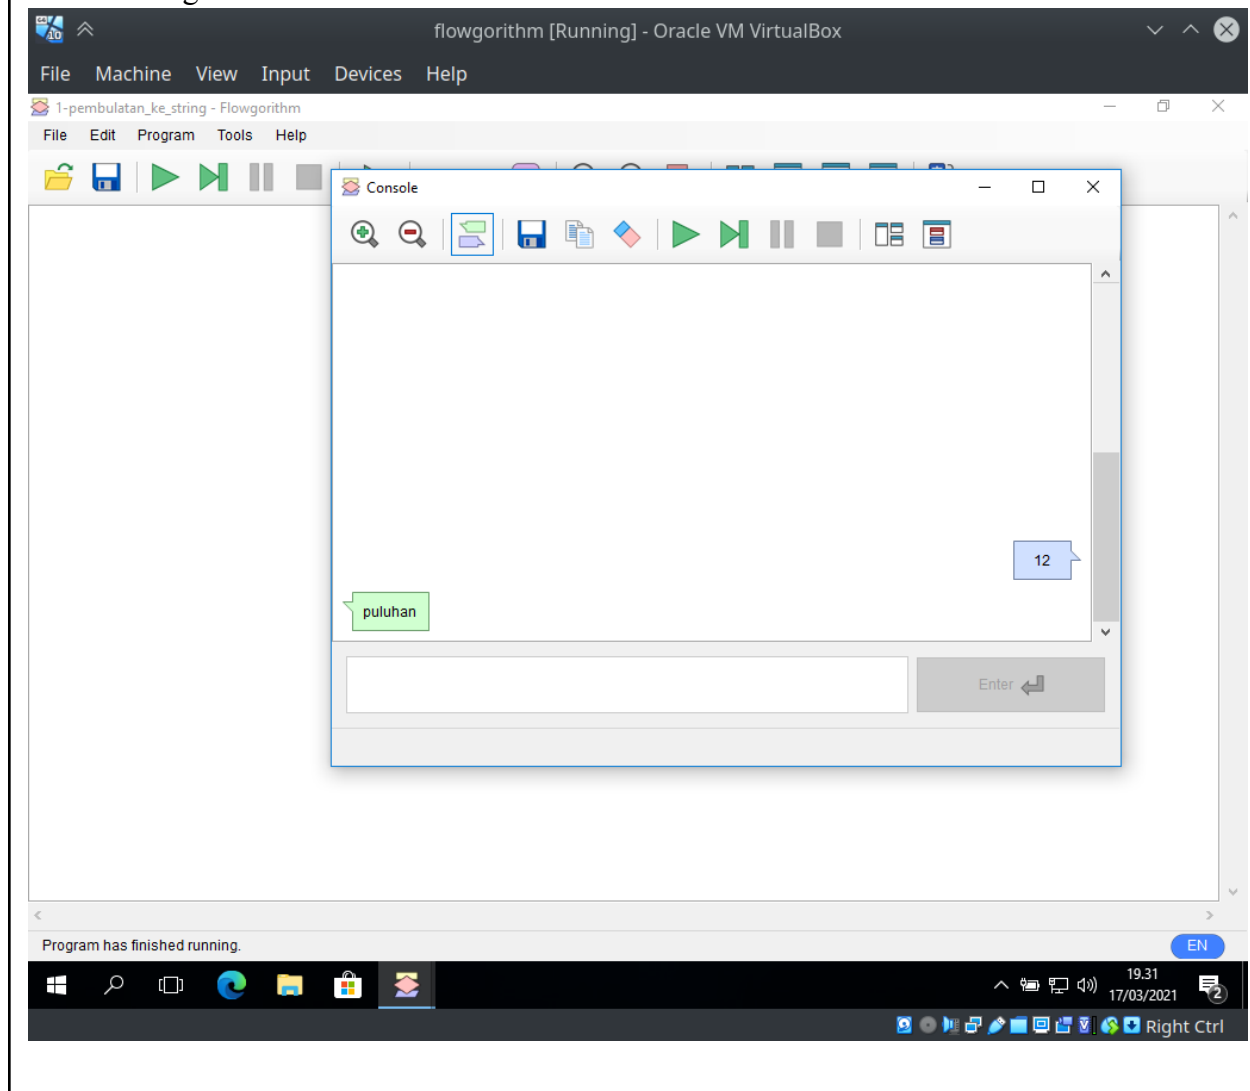 flowgorithm [Running] - Oracle VM VirtualBox
File Machine View Input Devices Help
1-pembulatan_ke_string - Flowgorithm
File Edit Program Tools Help
Console
12
puluhan
Enter
Program has finished running.
EN
19.31
17/03/2021
2
Right Ctrl